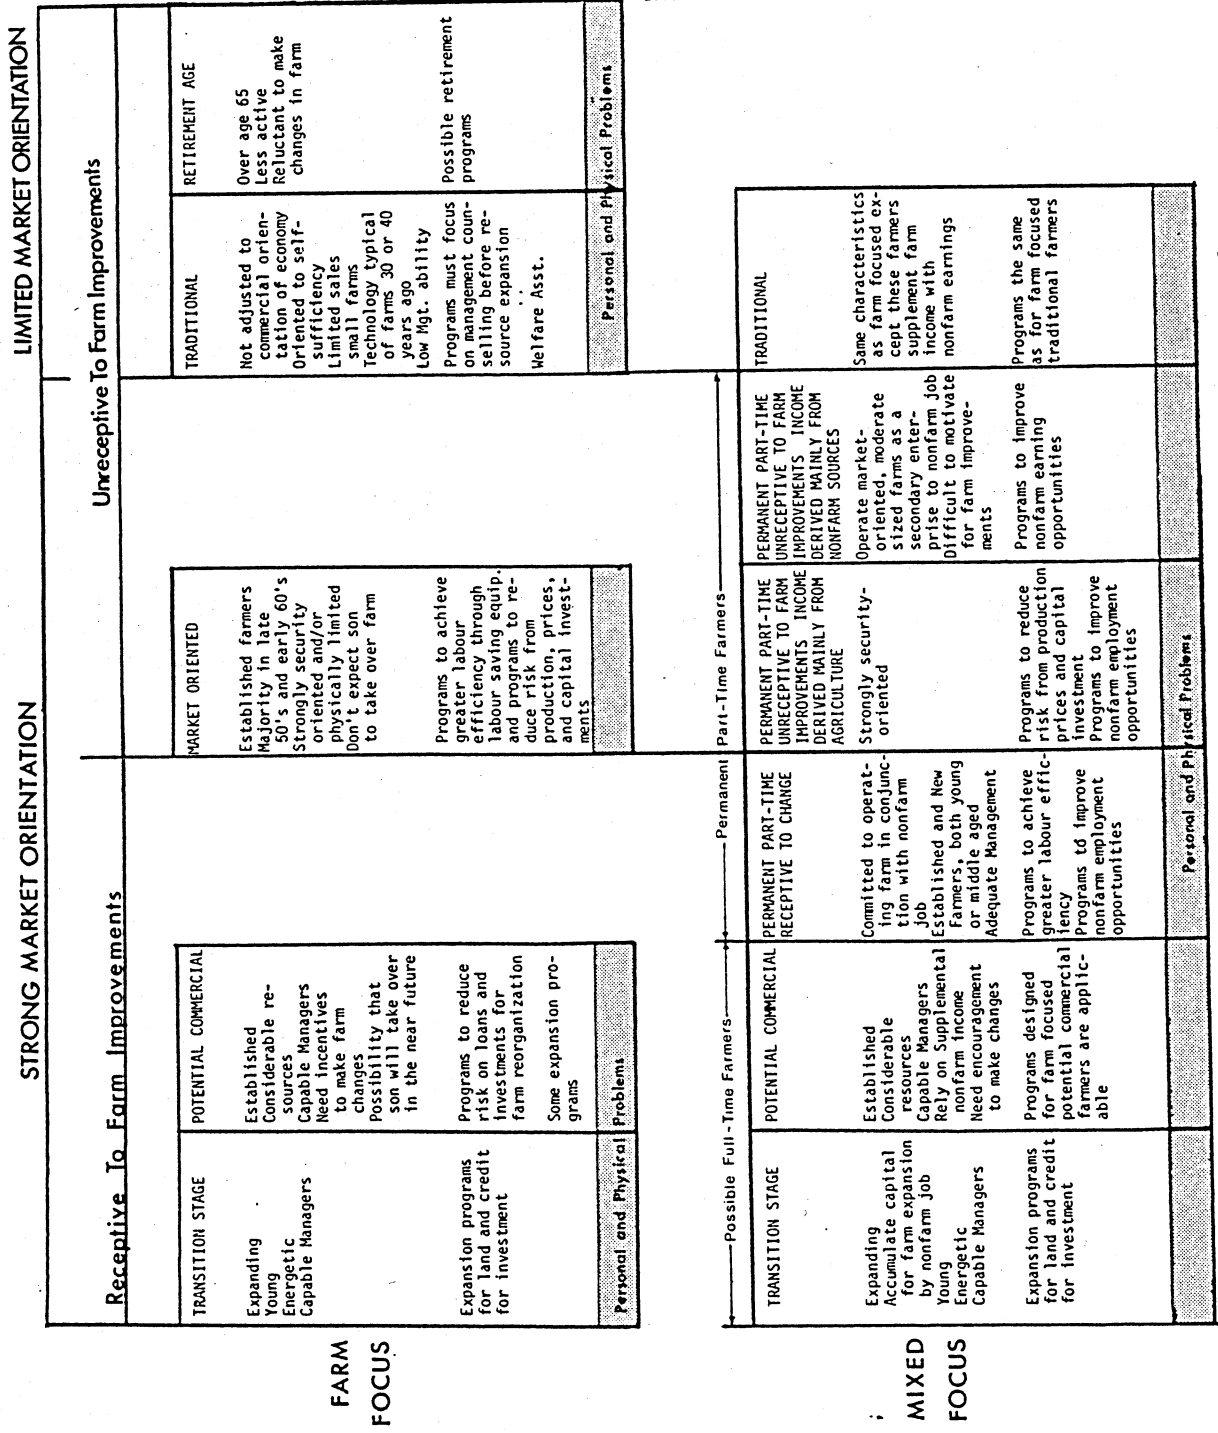 STRONG MARKET ORIENTATION
LIMITED MARKET ORIENTATION
Receptive To Farm Improvements
Unreceptive To Farm Improvements
FARM
FOCUS
TRANSITION STAGE
Expanding
Young
Energetic
Capable Managers
Expansion programs
for land and credit
for investment
POTENTIAL COMMERCIAL
Established
Considerable re-
sources
Capable Managers
Need incentives
to make farm
changes
Possibility that
son will take over
in the near future
Programs to reduce
risk on loans and
investments for
farm reorganization
Some expansion pro-
grams
Personal and Physical Problems
MARKET ORIENTED
Established farmers
Majority in late
50's and early 60's
Strongly security
oriented and/or
physically limited
Don't expect son
to take over farm
Programs to achieve
greater labour
efficiency through
labour saving equip.
and programs to re-
duce risk from
production, prices,
and capital invest-
ments
TRADITIONAL
Not adjusted to
commercial orien-
tation of economy
Oriented to self-
sufficiency
Limited sales
small farms
Technology typical
of farms 30 or 40
years ago
Low Mgt. ability
Programs must focus
on management coun-
selling before re-
source expansion
Welfare Asst.
RETIREMENT AGE
Over age 65
Less active
Reluctant to make
changes in farm
Possible retirement
programs
Personal and Physical Problems
MIXED
FOCUS
Possible Full-Time Farmers
Permanent Part-Time Farmers
TRANSITION STAGE
Expanding
Accumulate capital
for farm expansion
by nonfarm job
Young
Energetic
Capable Managers
Expansion programs
for land and credit
for investment
POTENTIAL COMMERCIAL
Established
Considerable
resources
Capable Managers
Rely on Supplemental
nonfarm income
Need encouragement
to make changes
Programs designed
for farm focused
potential commercial
farmers are applic-
able
PERMANENT PART-TIME
RECEPTIVE TO CHANGE
Committed to operat-
ing farm in conjunc-
tion with nonfarm
job
Established and New
Farmers, both young
or middle aged
Adequate Management
Programs to achieve
greater labour effic-
iency
Programs to improve
nonfarm employment
opportunities
PERMANENT PART-TIME
UNRECEPTIVE TO FARM
IMPROVEMENTS INCOME
DERIVED MAINLY FROM
AGRICULTURE
Strongly security-
oriented
Programs to reduce
risk from production
prices and capital
investment
Programs to improve
nonfarm employment
opportunities
PERMANENT PART-TIME
UNRECEPTIVE TO FARM
IMPROVEMENTS INCOME
DERIVED MAINLY FROM
NONFARM SOURCES
Operate market-
oriented, moderate
sized farms as a
secondary enter-
prise to nonfarm job
Difficult to motivate
for farm improve-
ments
Programs to improve
nonfarm earning
opportunities
TRADITIONAL
Same characteristics
as farm focused ex-
cept these farmers
supplement farm
income with
nonfarm earnings
Programs the same
as for farm focused
traditional farmers
Personal and Physical Problems